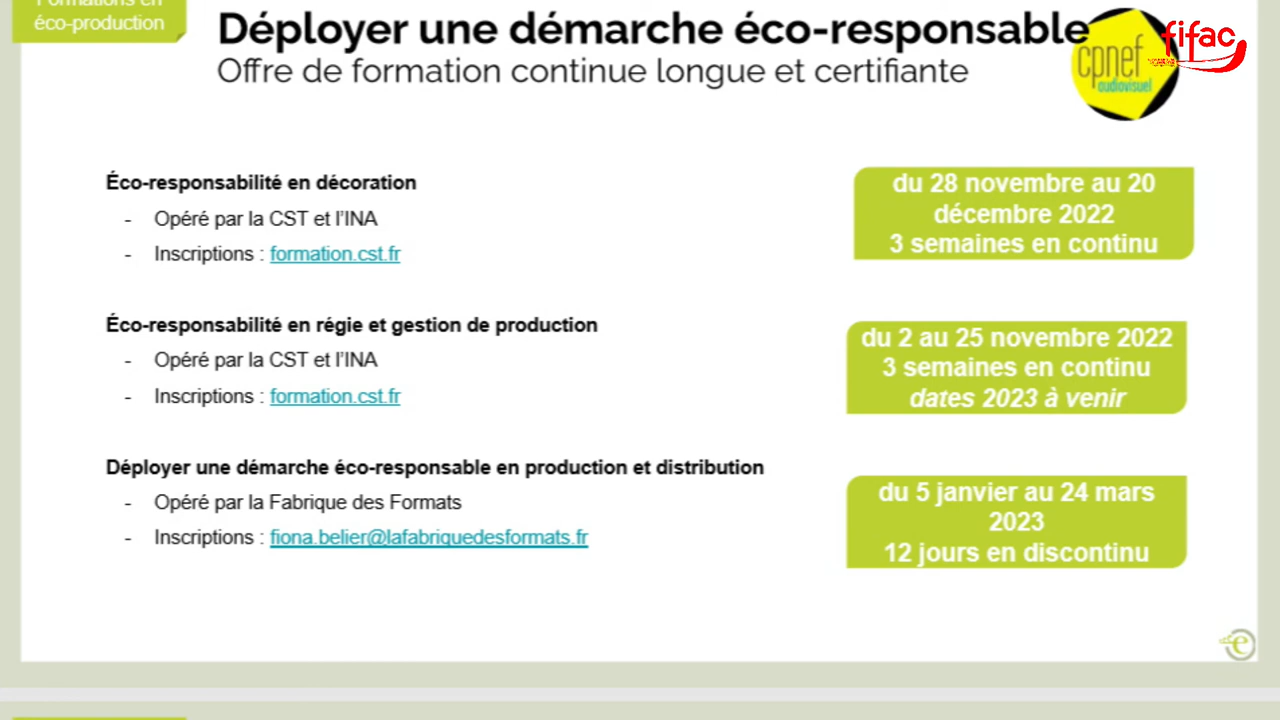 Formations en
éco-production
Déployer une démarche éco-responsable
Offre de formation continue longue et certifiante
cpnef
audiovisuel
fifac
Éco-responsabilité en décoration
- Opéré par la CST et l'INA
- Inscriptions : formation.cst.fr
du 28 novembre au 20
décembre 2022
3 semaines en continu
Éco-responsabilité en régie et gestion de production
- Opéré par la CST et l'INA
- Inscriptions : formation.cst.fr
du 2 au 25 novembre 2022
3 semaines en continu
dates 2023 à venir
Déployer une démarche éco-responsable en production et distribution
- Opéré par la Fabrique des Formats
- Inscriptions : fiona.belier@lafabriquedesformats.fr
du 5 janvier au 24 mars
2023
12 jours en discontinu
e